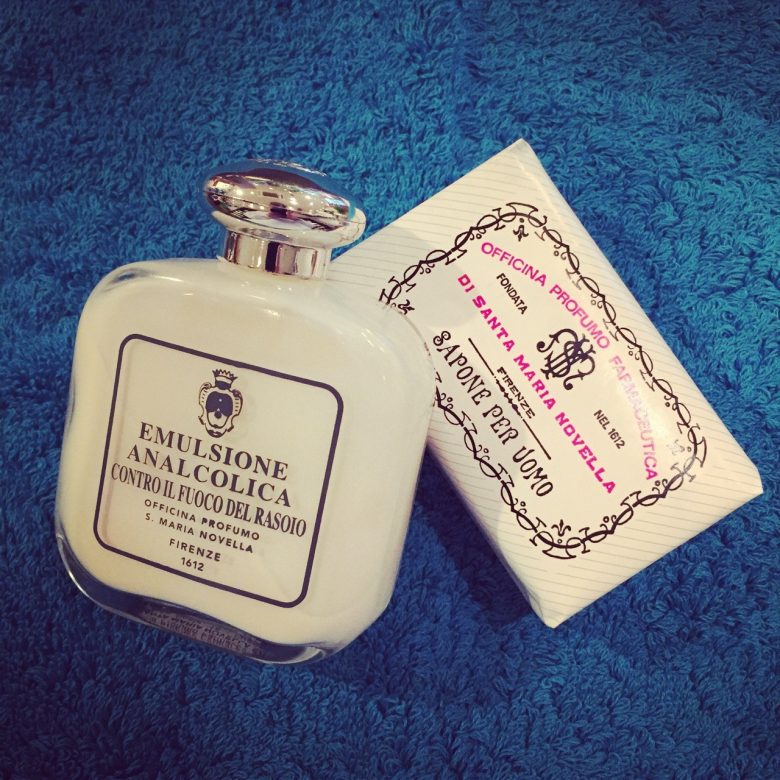 EMULSIONE
ANALCOLICA
CONTRO IL FUOCO DEL RASOIO
OFFICINA PROFUMO
S. MARIA NOVELLA
FIRENZE
1612
OFFICINA PROFUMO FARMACEUTICA
FONDATA
NEL 1612
DI SANTA MARIA NOVELLA
FIRENZE
SAPONE PER UOMO